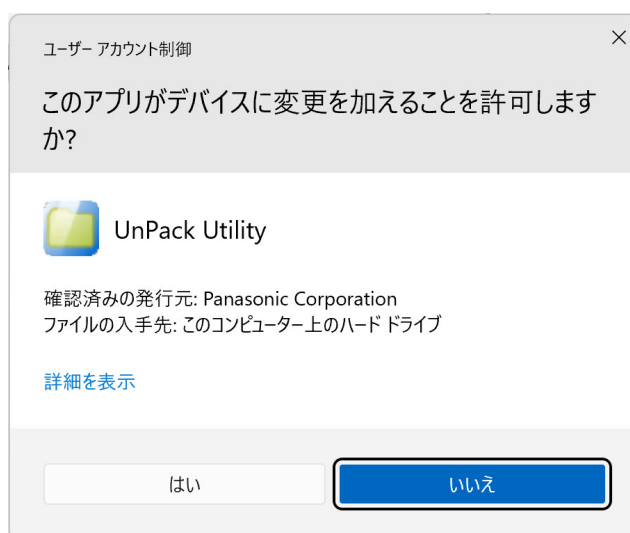 ユーザー アカウント制御
このアプリがデバイスに変更を加えることを許可します
か?
UnPack Utility
確認済みの発行元: Panasonic Corporation
ファイルの入手先: このコンピューター上のハード ドライブ
詳細を表示
はい
いいえ